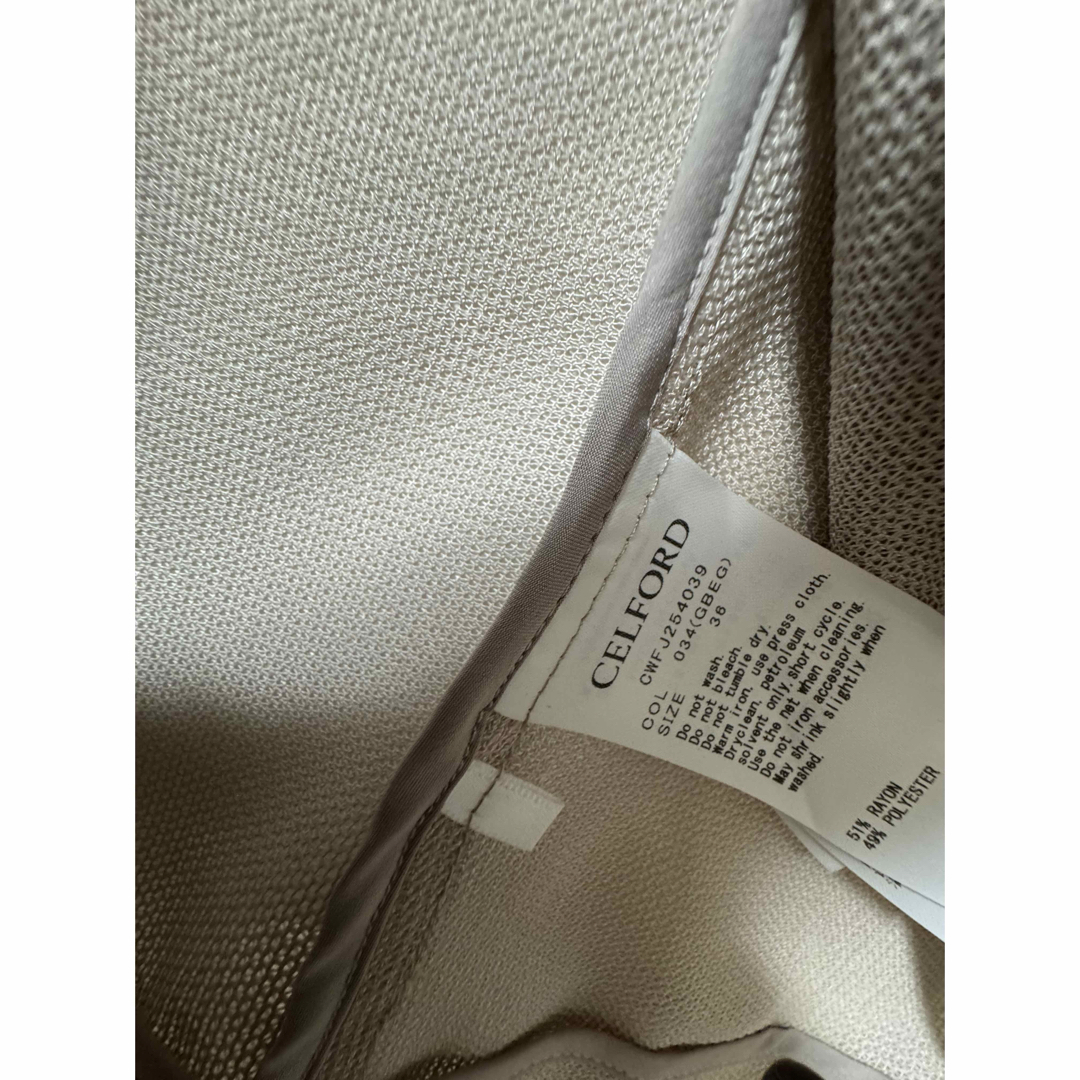 CELFORD
CWFJ254039
COL 034(GBEG)
SIZE 36
Do not wash.
Do not bleach.
Do not tumble dry.
Warm iron. use press cloth.
Dryclean, petroleum
solvent only. short cycle.
Use the net when cleaning.
Do not iron accessories.
May shrink slightly when
washed.
51% RAYON
49% POLYESTER